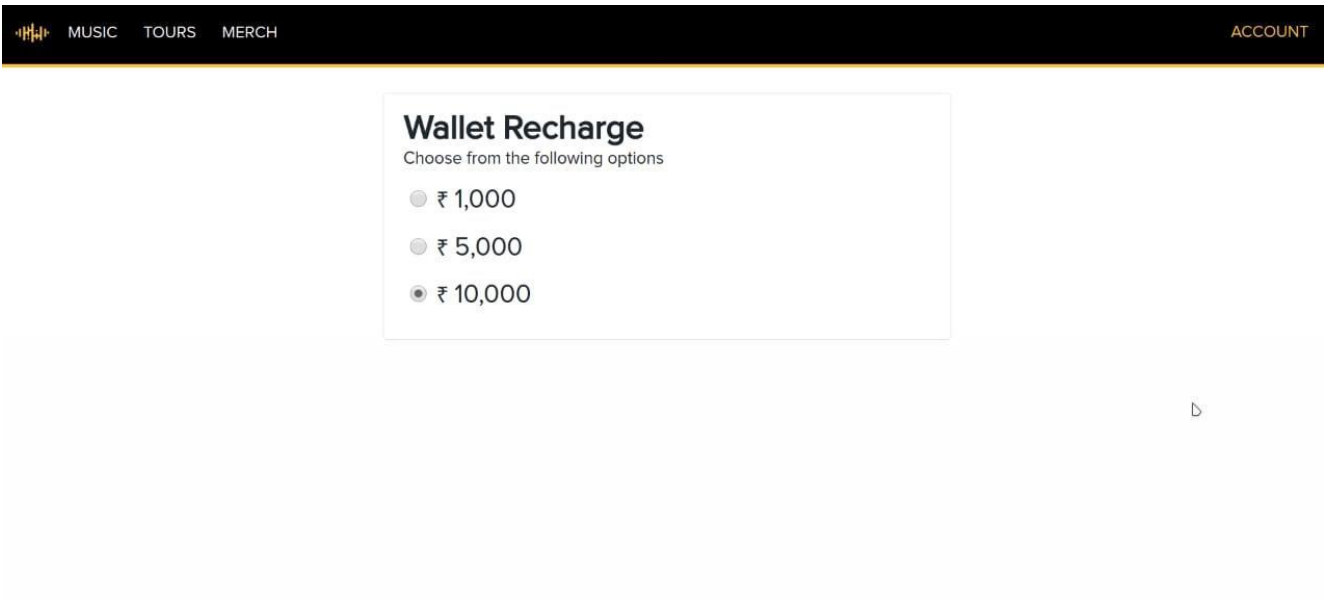 MUSIC TOURS MERCH ACCOUNT
Wallet Recharge
Choose from the following options
₹ 1,000
₹ 5,000
₹ 10,000